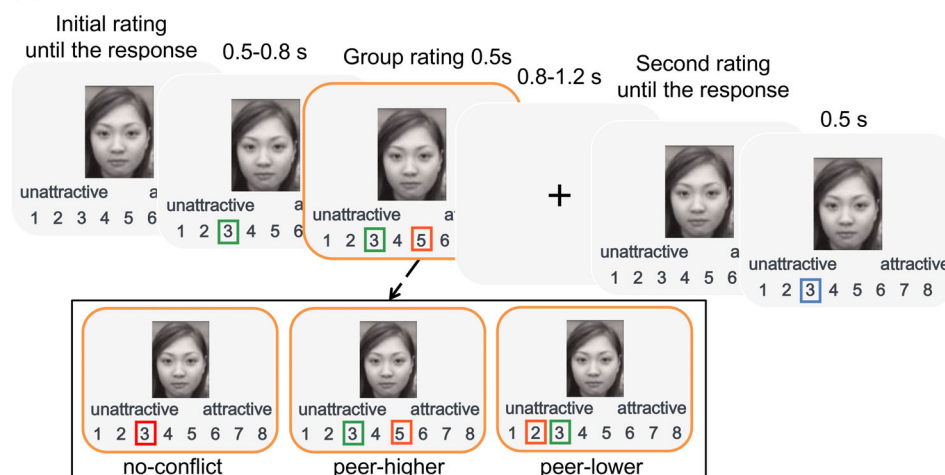 Initial rating
until the response
0.5-0.8 s
Group rating 0.5s
0.8-1.2 s
Second rating
until the response
0.5 s
unattractive a
1 2 3 4 5 6
unattractive a
1 2 3 4 5 6
unattractive at
1 2 3 4 5 6
+
unattractive a
1 2 3 4 5 6
unattractive attractive
1 2 3 4 5 6 7 8
unattractive attractive
1 2 3 4 5 6 7 8
no-conflict
unattractive attractive
1 2 3 4 5 6 7 8
peer-higher
unattractive attractive
1 2 3 4 5 6 7 8
peer-lower